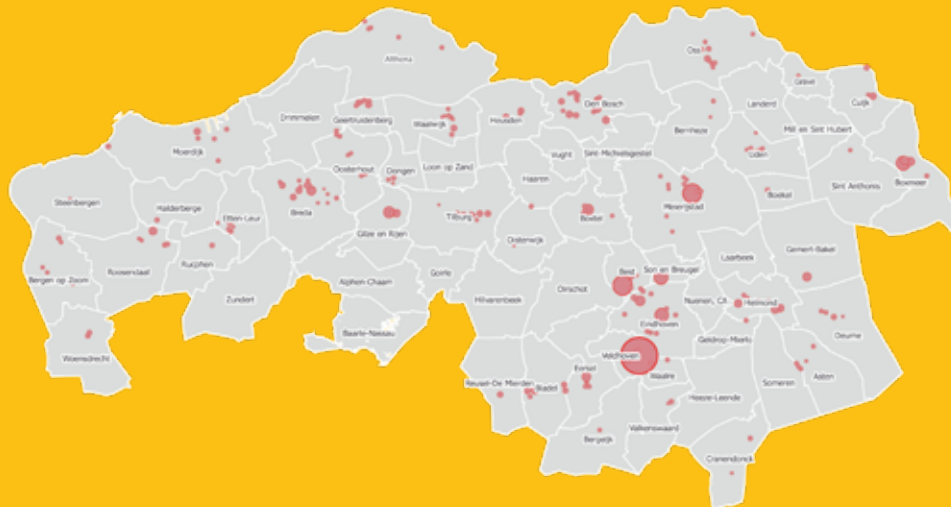 Altena
Oss
Grave
Cuijk
Den Bosch
Landerd
Drimmelen
Geertruidenberg
Waalwijk
Heusden
Bernheze
Mill en Sint Hubert
Moerdijk
Vught
Sint-Michielsgestel
Uden
Oosterhout
Dongen
Loon op Zand
Haaren
Sint Anthonis
Boxmeer
Steenbergen
Halderberge
Etten-Leur
Breda
Tilburg
Boxtel
Meierijstad
Boekel
Gilze en Rijen
Oisterwijk
Gemert-Bakel
Bergen op Zoom
Roosendaal
Rucphen
Laarbeek
Alphen-Chaam
Goirle
Best
Son en Breugel
Zundert
Hilvarenbeek
Oirschot
Nuenen, CA
Helmond
Baarle-Nassau
Eindhoven
Geldrop-Mierlo
Deurne
Woensdrecht
Veldhoven
Eersel
Waalre
Asten
Reusel-De Mierden
Bladel
Someren
Heeze-Leende
Valkenswaard
Bergeijk
Cranendonck